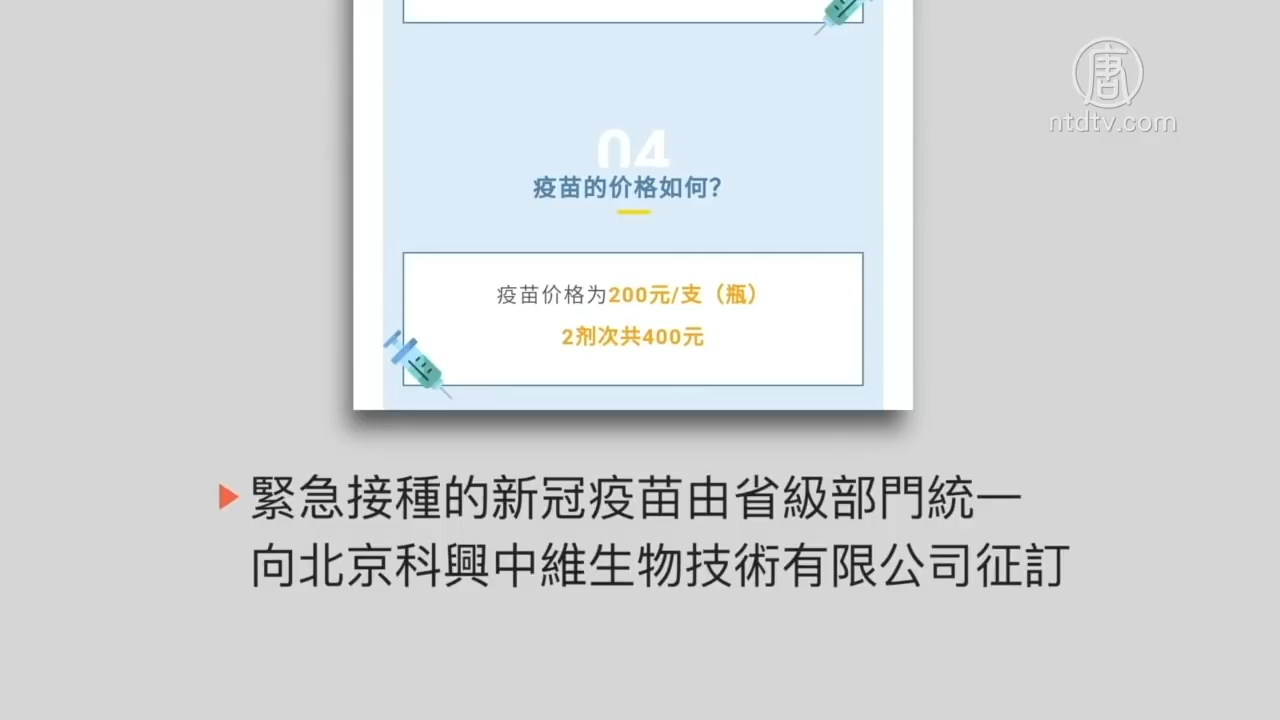 唐
ntdtv.com
04
疫苗的价格如何？
疫苗价格为200元/支（瓶）
2剂次共400元
緊急接種的新冠疫苗由省級部門統一
向北京科興中維生物技術有限公司征訂